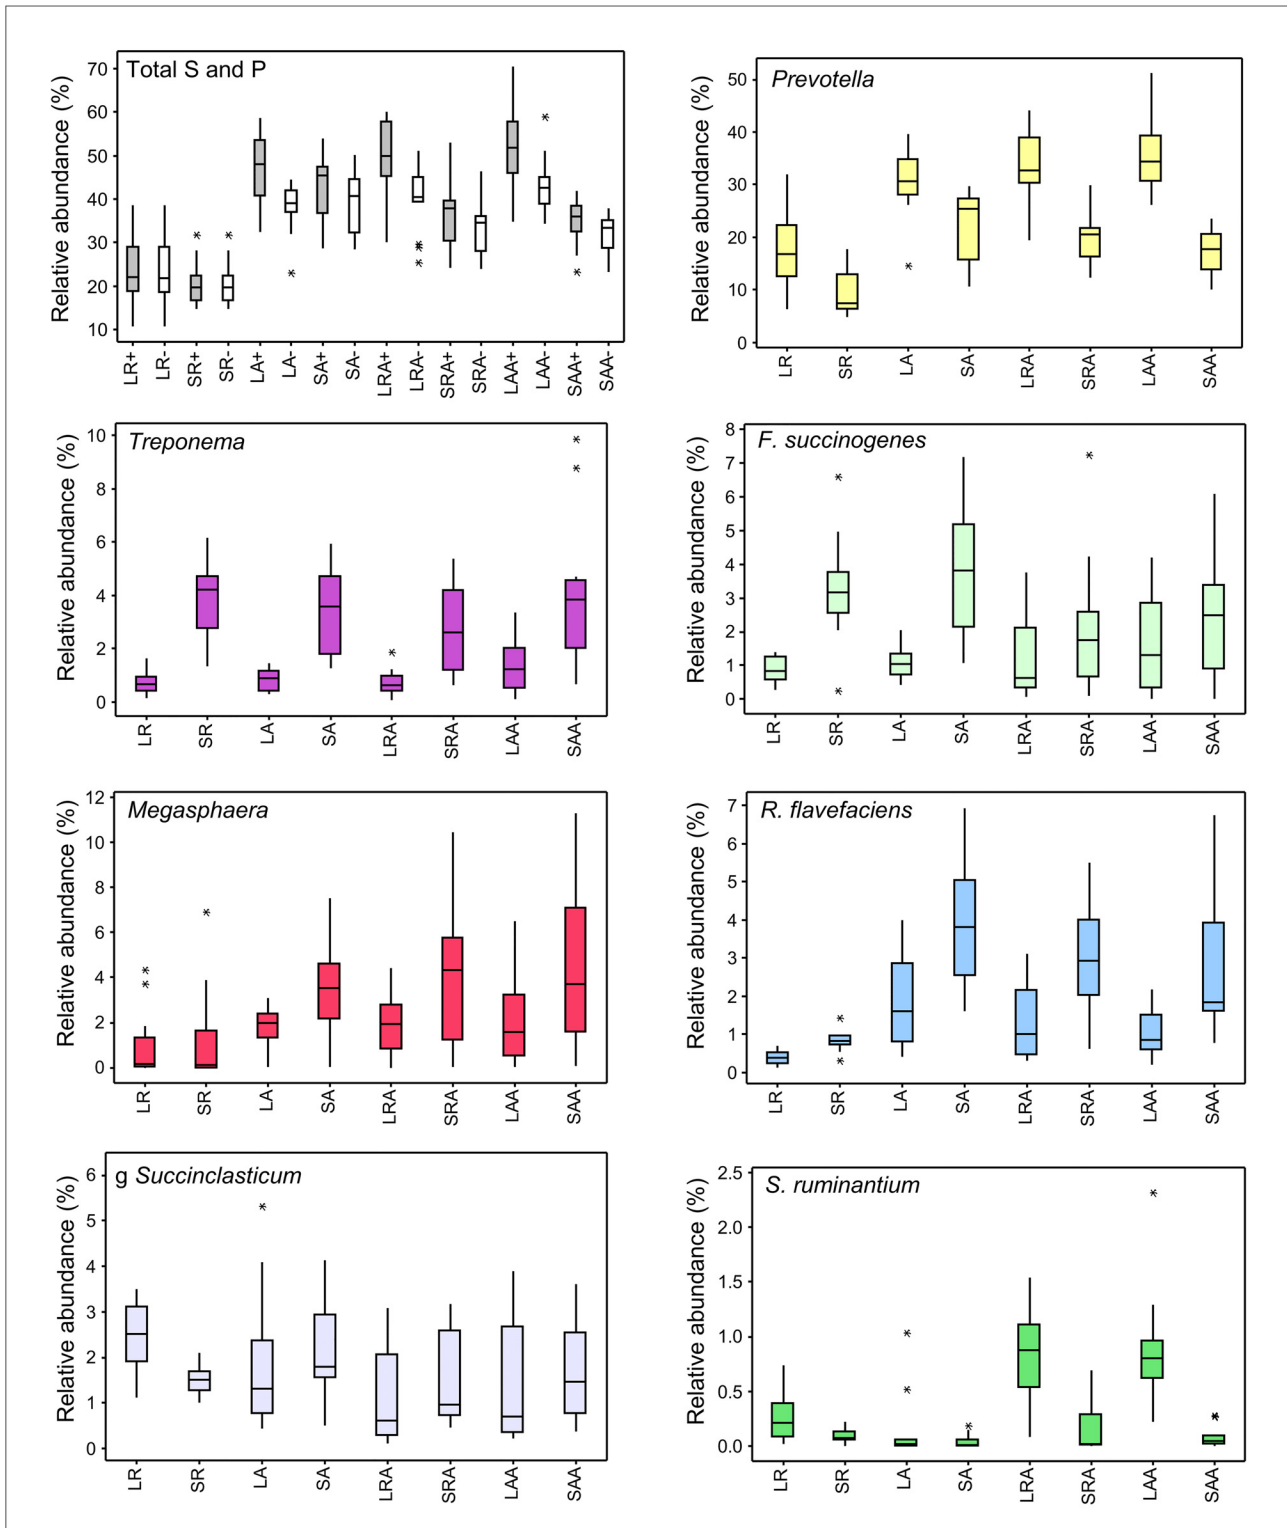 Total S and P
Relative abundance (%)
70
60
50
40
30
20
10
LR+ LR- SR+ SR- LA+ LA- SA+ SA- LRA+ LRA- SRA+ SRA- LAA+ LAA- SAA+ SAA-
Prevotella
Relative abundance (%)
50
40
30
20
10
0
LR SR LA SA LRA SRA LAA SAA
Treponema
Relative abundance (%)
10
8
6
4
2
0
LR SR LA SA LRA SRA LAA SAA
F. succinogenes
Relative abundance (%)
8
7
6
5
4
3
2
1
0
LR SR LA SA LRA SRA LAA SAA
Megasphaera
Relative abundance (%)
12
10
8
6
4
2
0
LR SR LA SA LRA SRA LAA SAA
R. flavefaciens
Relative abundance (%)
7
6
5
4
3
2
1
0
LR SR LA SA LRA SRA LAA SAA
g Succinclasticum
Relative abundance (%)
6
5
4
3
2
1
0
LR SR LA SA LRA SRA LAA SAA
S. ruminantium
Relative abundance (%)
2.5
2.0
1.5
1.0
0.5
0.0
LR SR LA SA LRA SRA LAA SAA